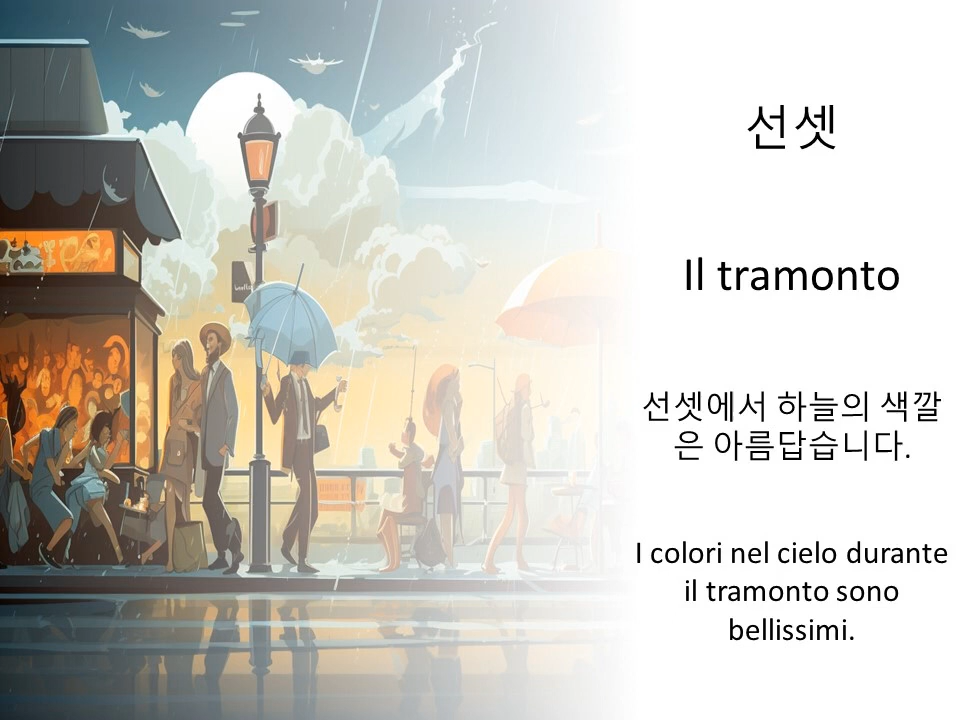 선셋
Il tramonto
선셋에서 하늘의 색깔
은 아름답습니다.
I colori nel cielo durante
il tramonto sono
bellissimi.